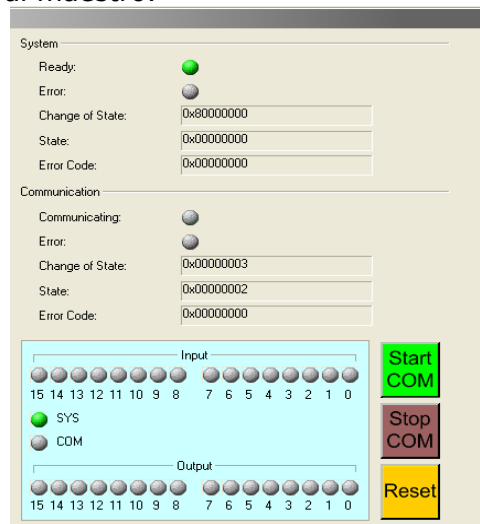 al maestro.
System
Ready:
Error:
Change of State: 0x80000000
State: 0x00000000
Error Code: 0x00000000
Communication
Communicating:
Error:
Change of State: 0x00000003
State: 0x00000002
Error Code: 0x00000000
Input
15 14 13 12 11 10 9 8 7 6 5 4 3 2 1 0
SYS
COM
Output
15 14 13 12 11 10 9 8 7 6 5 4 3 2 1 0
Start
COM
Stop
COM
Reset